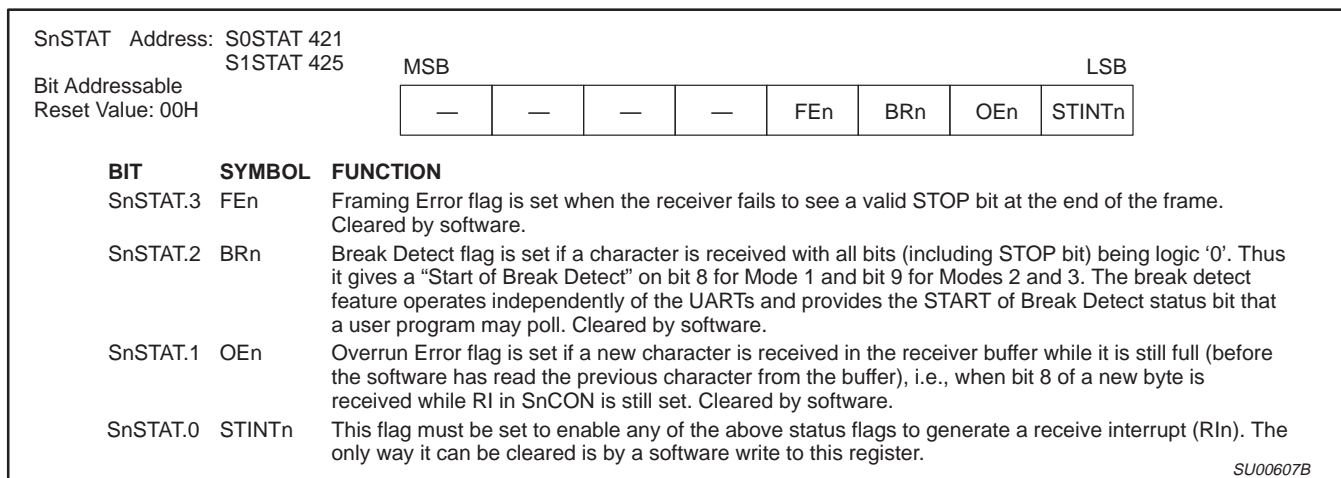 SnSTAT Address: S0STAT 421
S1STAT 425
MSB LSB
Bit Addressable
Reset Value: 00H
— — — — FEn BRn OEn STINTn
BIT SYMBOL FUNCTION
SnSTAT.3 FEn Framing Error flag is set when the receiver fails to see a valid STOP bit at the end of the frame.
Cleared by software.
SnSTAT.2 BRn Break Detect flag is set if a character is received with all bits (including STOP bit) being logic ‘0’. Thus
it gives a “Start of Break Detect” on bit 8 for Mode 1 and bit 9 for Modes 2 and 3. The break detect
feature operates independently of the UARTs and provides the START of Break Detect status bit that
a user program may poll. Cleared by software.
SnSTAT.1 OEn Overrun Error flag is set if a new character is received in the receiver buffer while it is still full (before
the software has read the previous character from the buffer), i.e., when bit 8 of a new byte is
received while RI in SnCON is still set. Cleared by software.
SnSTAT.0 STINTn This flag must be set to enable any of the above status flags to generate a receive interrupt (RIn). The
only way it can be cleared is by a software write to this register.
SU00607B